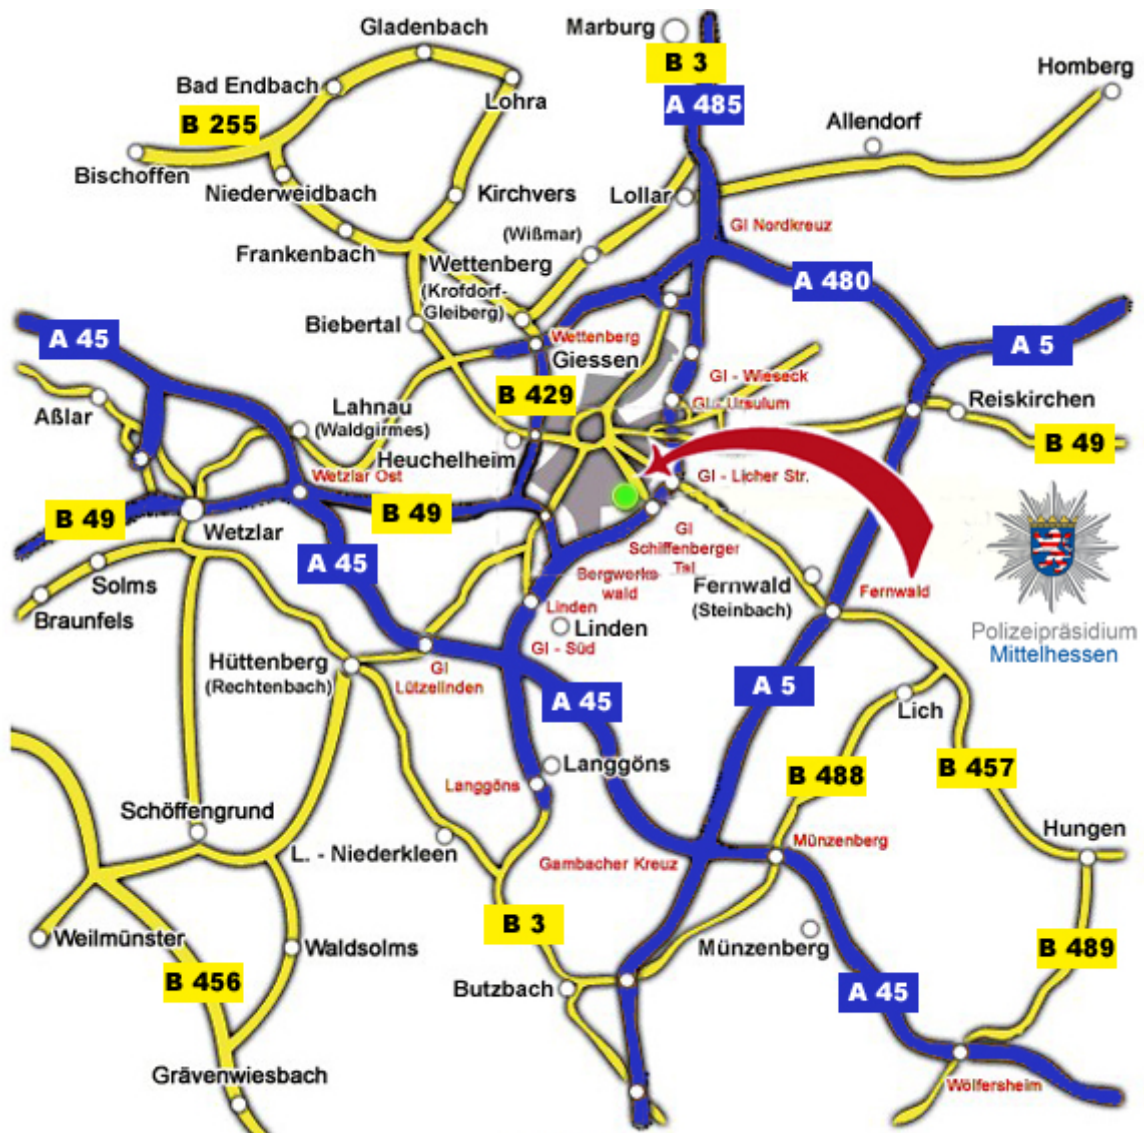 Marburg
Gladenbach
B 3
Homberg
Bad Endbach
Lohra
A 485
B 255
Allendorf
Bischoffen
Niederweidbach
Kirchvers
Lollar
GI Nordkreuz
(Wißmar)
Frankenbach
Wettenberg
(Krofdorf-
Gleiberg)
A 480
Biebertal
A 45
Wettenberg
A 5
Giessen
GI - Wieseck
B 429
GI - Ursulum
Reiskirchen
Aßlar
Lahnau
(Waldgirmes)
B 49
Heuchelheim
Wetzlar Ost
GI - Licher Str.
B 49
B 49
Wetzlar
GI
Schiffenberger
Tal
A 45
Bergwerks
wald
Solms
Fernwald
(Steinbach)
Fernwald
Braunfels
Linden
Linden
GI - Süd
Polizeipräsidium
Mittelhessen
Hüttenberg
(Rechtenbach)
GI
Lützelinden
A 5
A 45
Lich
Langgöns
B 488
B 457
Langgöns
Schöffengrund
Hungen
L. - Niederkleen
Münzenberg
Gambacher Kreuz
B 3
Weilmünster
Waldsolms
Münzenberg
B 489
B 456
Butzbach
A 45
Grävenwiesbach
Wölfersheim